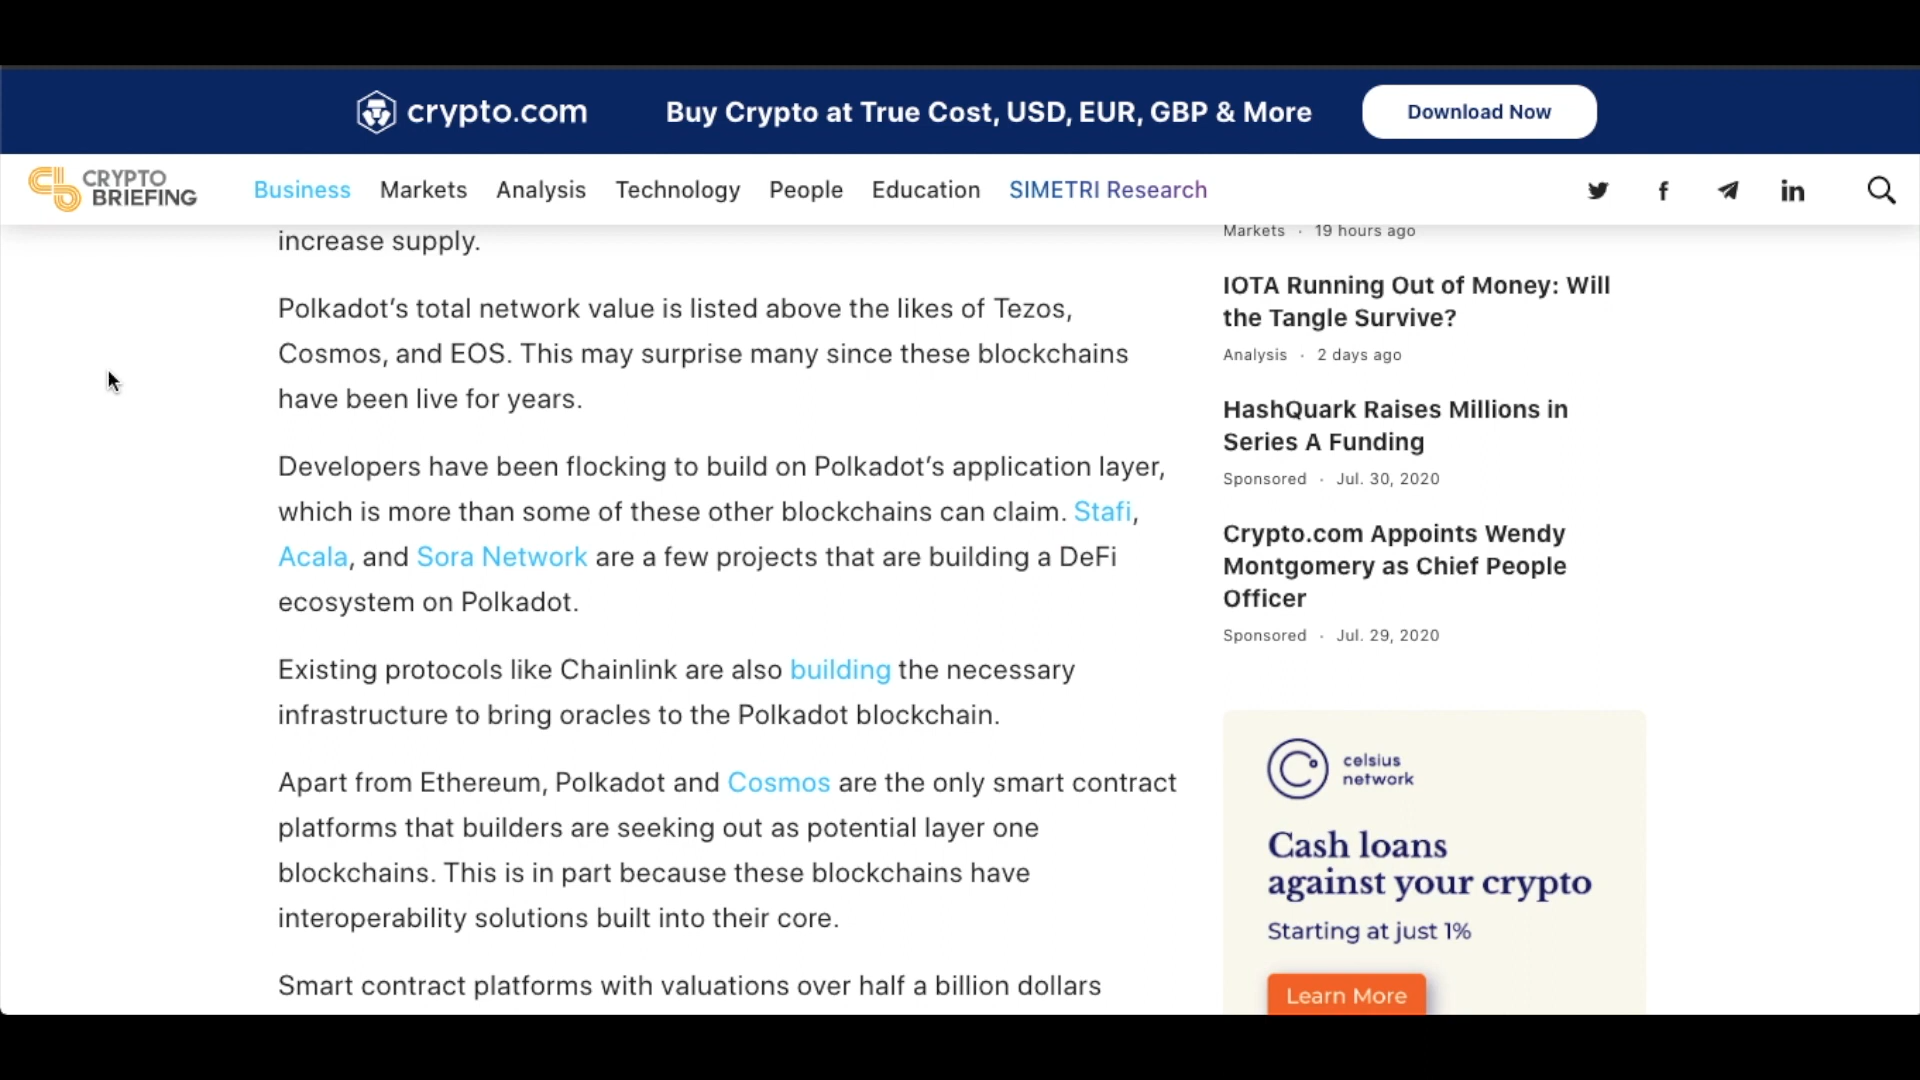 crypto.com Buy Crypto at True Cost, USD, EUR, GBP & More Download Now
CRYPTO
BRIEFING
Business Markets Analysis Technology People Education SIMETRI Research
increase supply.
Polkadot’s total network value is listed above the likes of Tezos,
Cosmos, and EOS. This may surprise many since these blockchains
have been live for years.
Developers have been flocking to build on Polkadot’s application layer,
which is more than some of these other blockchains can claim. Stafi,
Acala, and Sora Network are a few projects that are building a DeFi
ecosystem on Polkadot.
Existing protocols like Chainlink are also building the necessary
infrastructure to bring oracles to the Polkadot blockchain.
Apart from Ethereum, Polkadot and Cosmos are the only smart contract
platforms that builders are seeking out as potential layer one
blockchains. This is in part because these blockchains have
interoperability solutions built into their core.
Smart contract platforms with valuations over half a billion dollars
Markets · 19 hours ago
IOTA Running Out of Money: Will
the Tangle Survive?
Analysis · 2 days ago
HashQuark Raises Millions in
Series A Funding
Sponsored · Jul. 30, 2020
Crypto.com Appoints Wendy
Montgomery as Chief People
Officer
Sponsored · Jul. 29, 2020
celsius
network
Cash loans
against your crypto
Starting at just 1%
Learn More